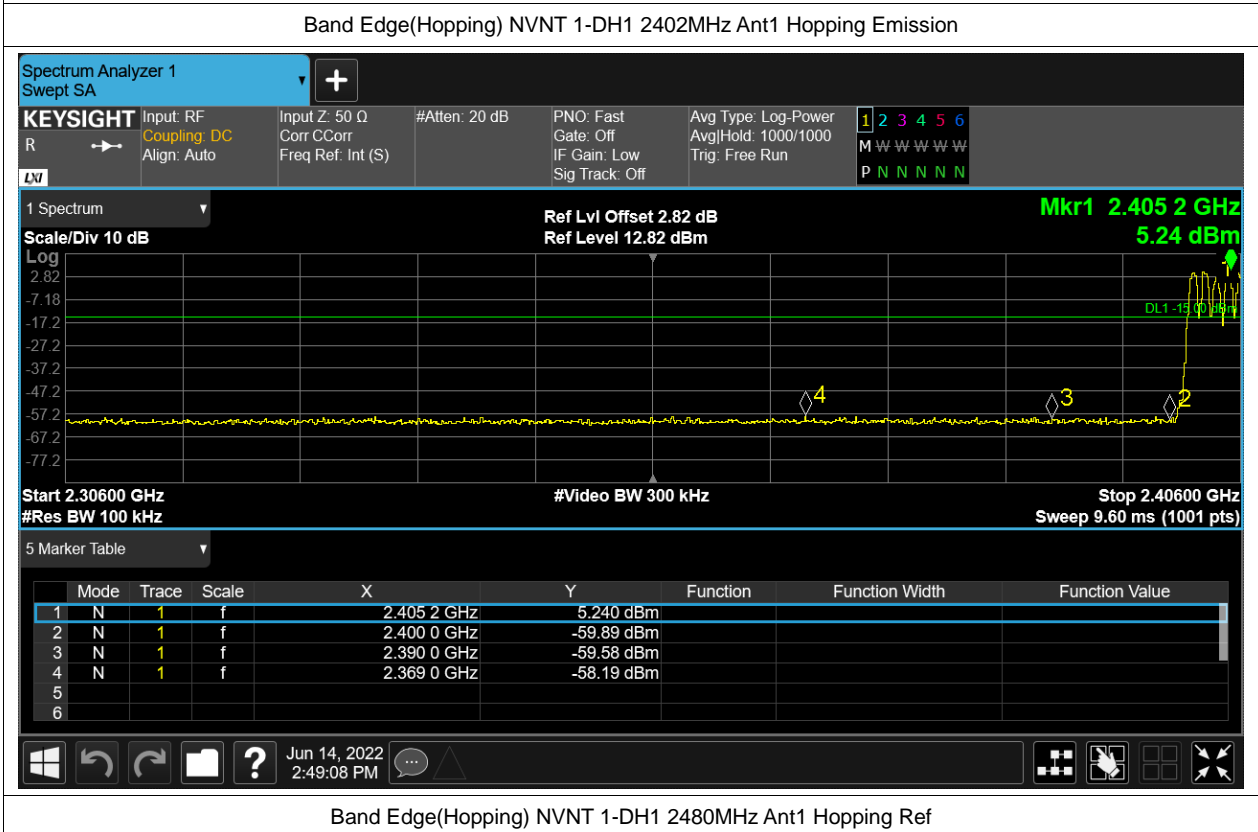 Band Edge(Hopping) NVNT 1-DH1 2402MHz Ant1 Hopping Emission
Spectrum Analyzer 1
Swept SA
KEYSIGHT
R
LXI
Input: RF
Coupling: DC
Align: Auto
Input Z: 50 Ω
Corr CCorr
Freq Ref: Int (S)
#Atten: 20 dB
PNO: Fast
Gate: Off
IF Gain: Low
Sig Track: Off
Avg Type: Log-Power
Avg|Hold: 1000/1000
Trig: Free Run
1 2 3 4 5 6
M W W W W W W
P N N N N N N
1 Spectrum
Scale/Div 10 dB
Ref Lvl Offset 2.82 dB
Ref Level 12.82 dBm
Mkr1 2.405 2 GHz
5.24 dBm
Log
2.82
-7.18
-17.2
-27.2
-37.2
-47.2
-57.2
-67.2
-77.2
DL1 -15.00 dBm
1
4
3
2
Start 2.30600 GHz
#Res BW 100 kHz
#Video BW 300 kHz
Stop 2.40600 GHz
Sweep 9.60 ms (1001 pts)
5 Marker Table
Mode Trace Scale X Y Function Function Width Function Value
1 N 1 f 2.405 2 GHz 5.240 dBm
2 N 1 f 2.400 0 GHz -59.89 dBm
3 N 1 f 2.390 0 GHz -59.58 dBm
4 N 1 f 2.369 0 GHz -58.19 dBm
5
6
?
Jun 14, 2022
2:49:08 PM
Band Edge(Hopping) NVNT 1-DH1 2480MHz Ant1 Hopping Ref